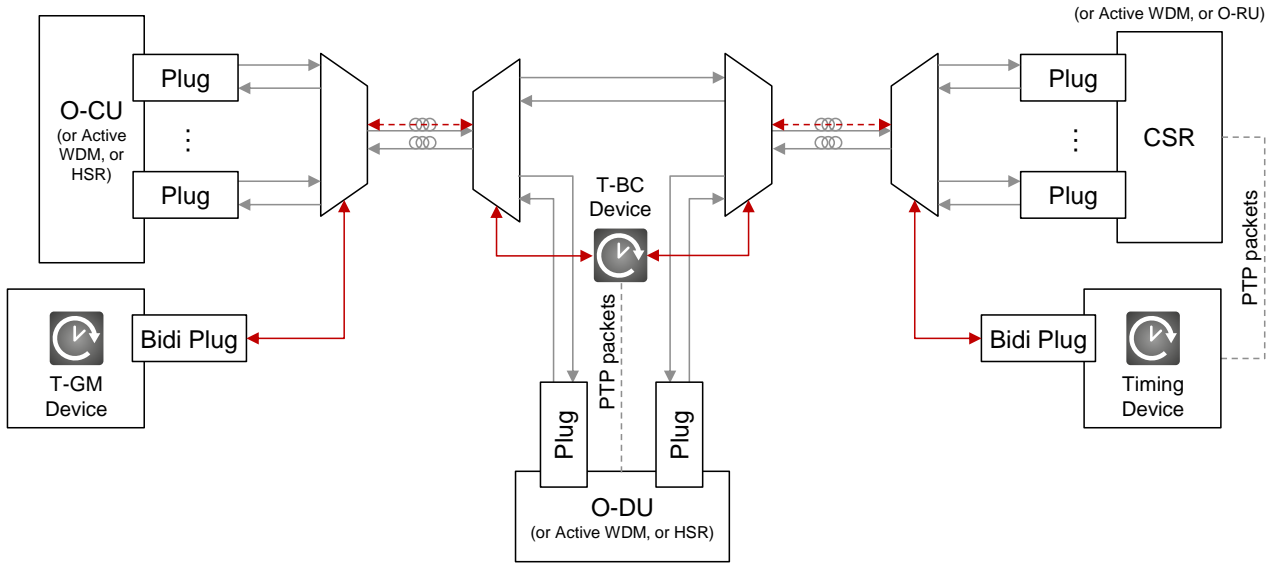 (or Active WDM, or O-RU)
O-CU
(or Active
WDM, or
HSR)
Plug
⋮
Plug
Plug
⋮
Plug
CSR
T-BC
Device
PTP packets
PTP packets
T-GM
Device
Bidi Plug
Bidi Plug
Timing
Device
Plug
Plug
O-DU
(or Active WDM, or HSR)